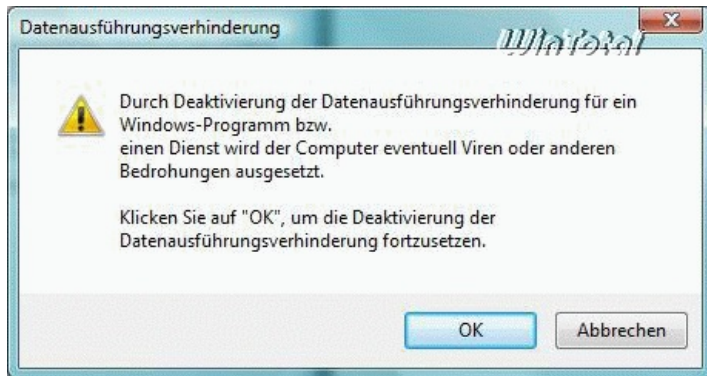 Datenausführungsverhinderung
WinTotal
Durch Deaktivierung der Datenausführungsverhinderung für ein
Windows-Programm bzw.
einen Dienst wird der Computer eventuell Viren oder anderen
Bedrohungen ausgesetzt.
Klicken Sie auf "OK", um die Deaktivierung der
Datenausführungsverhinderung fortzusetzen.
OK
Abbrechen